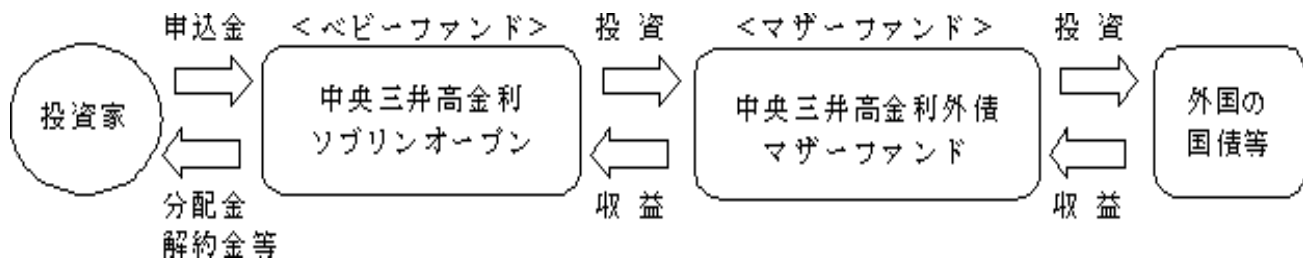 申込金
<ベビーファンド>
投資
<マザーファンド>
投資
投資家
中央三井高金利
ソブリンオープン
中央三井高金利外債
マザーファンド
外国の
国債等
分配金
解約金等
収益
収益